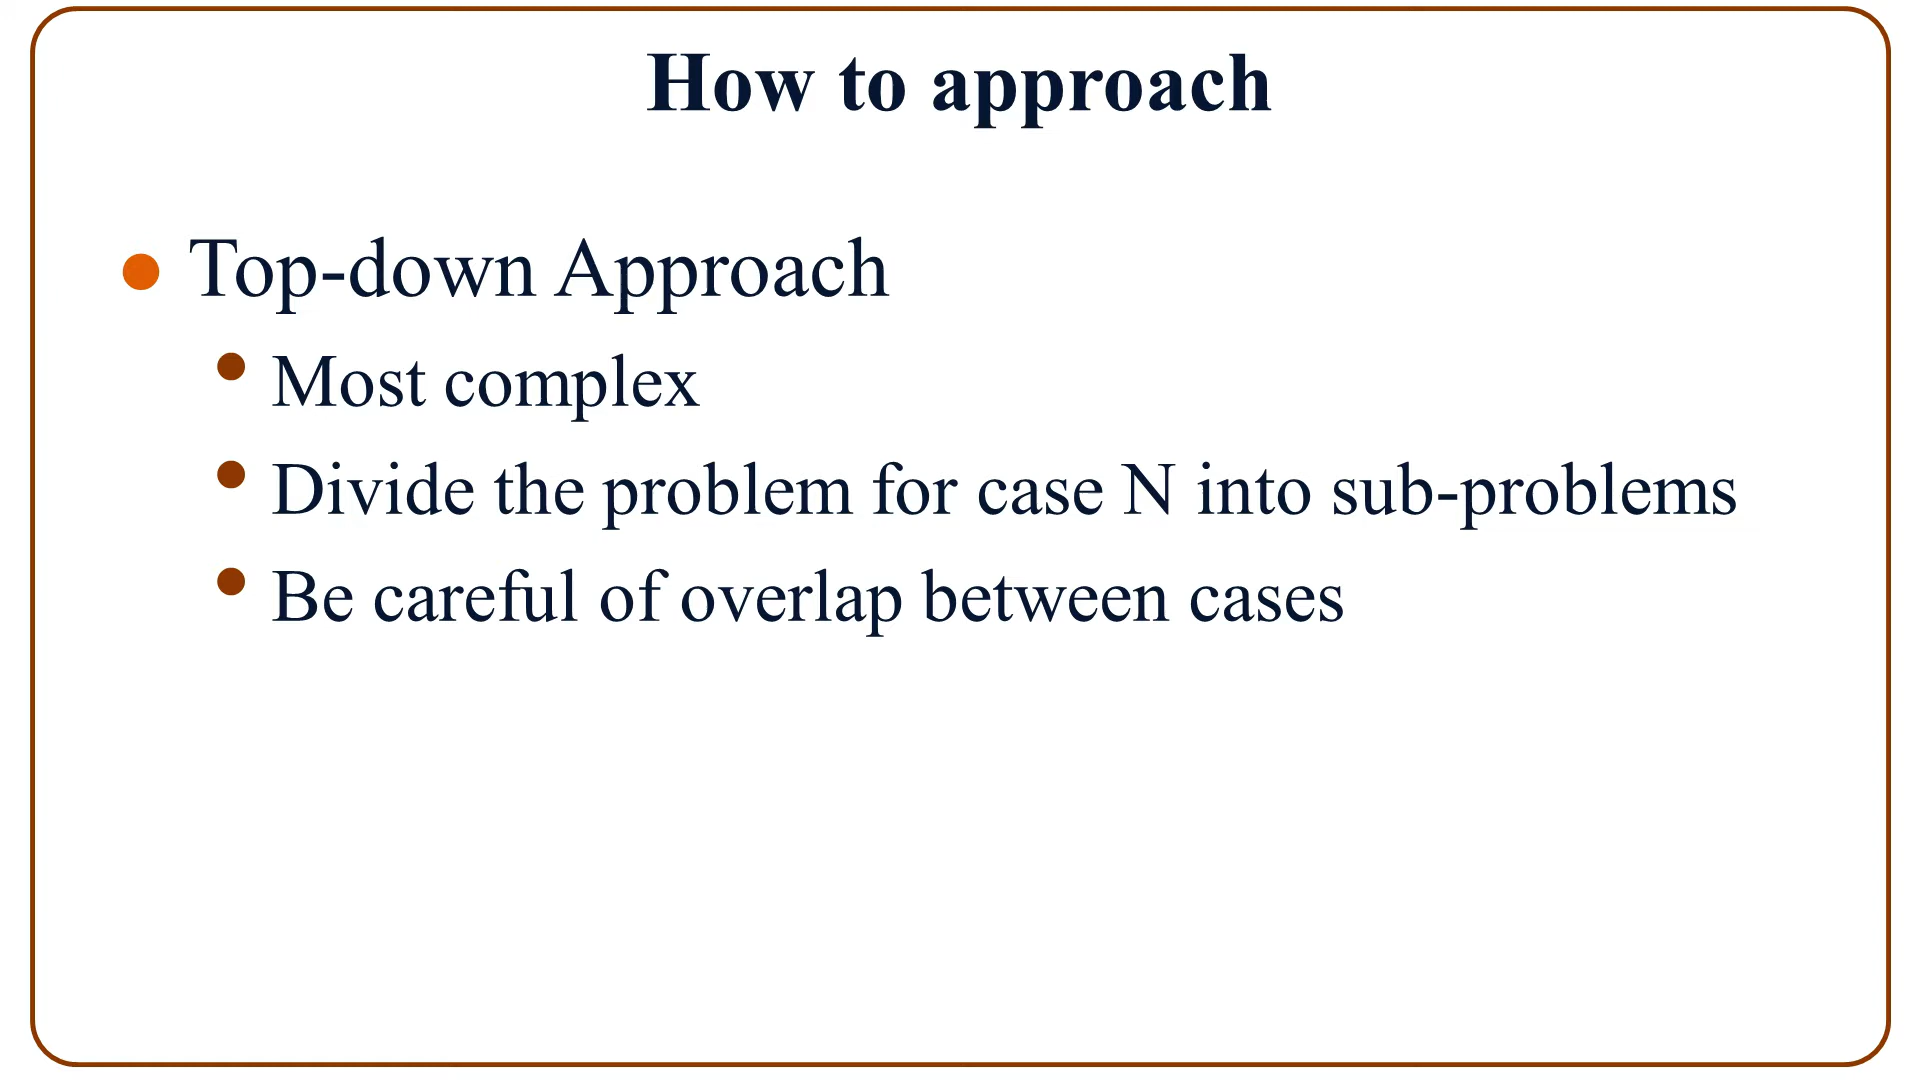 How to approach
Top-down Approach
Most complex
Divide the problem for case N into sub-problems
Be careful of overlap between cases